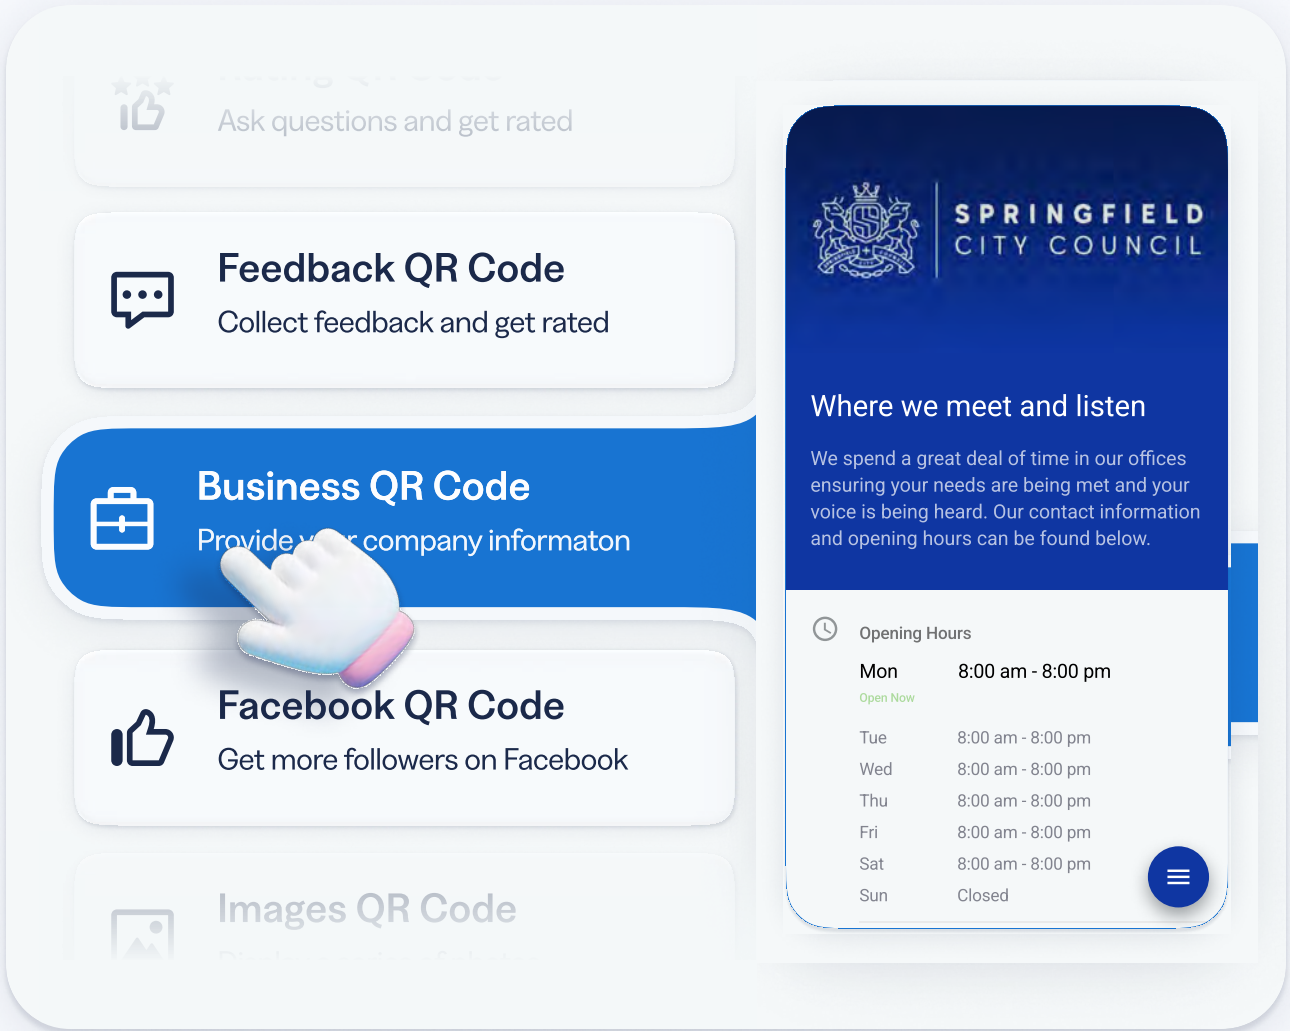 Rating QR Code
Ask questions and get rated
Feedback QR Code
Collect feedback and get rated
Business QR Code
Provide company informaton
Facebook QR Code
Get more followers on Facebook
Images QR Code
SPRINGFIELD
CITY COUNCIL
Where we meet and listen
We spend a great deal of time in our offices
ensuring your needs are being met and your
voice is being heard. Our contact information
and opening hours can be found below.
Opening Hours
Mon 8:00 am - 8:00 pm
Open Now
Tue 8:00 am - 8:00 pm
Wed 8:00 am - 8:00 pm
Thu 8:00 am - 8:00 pm
Fri 8:00 am - 8:00 pm
Sat 8:00 am - 8:00 pm
Sun Closed